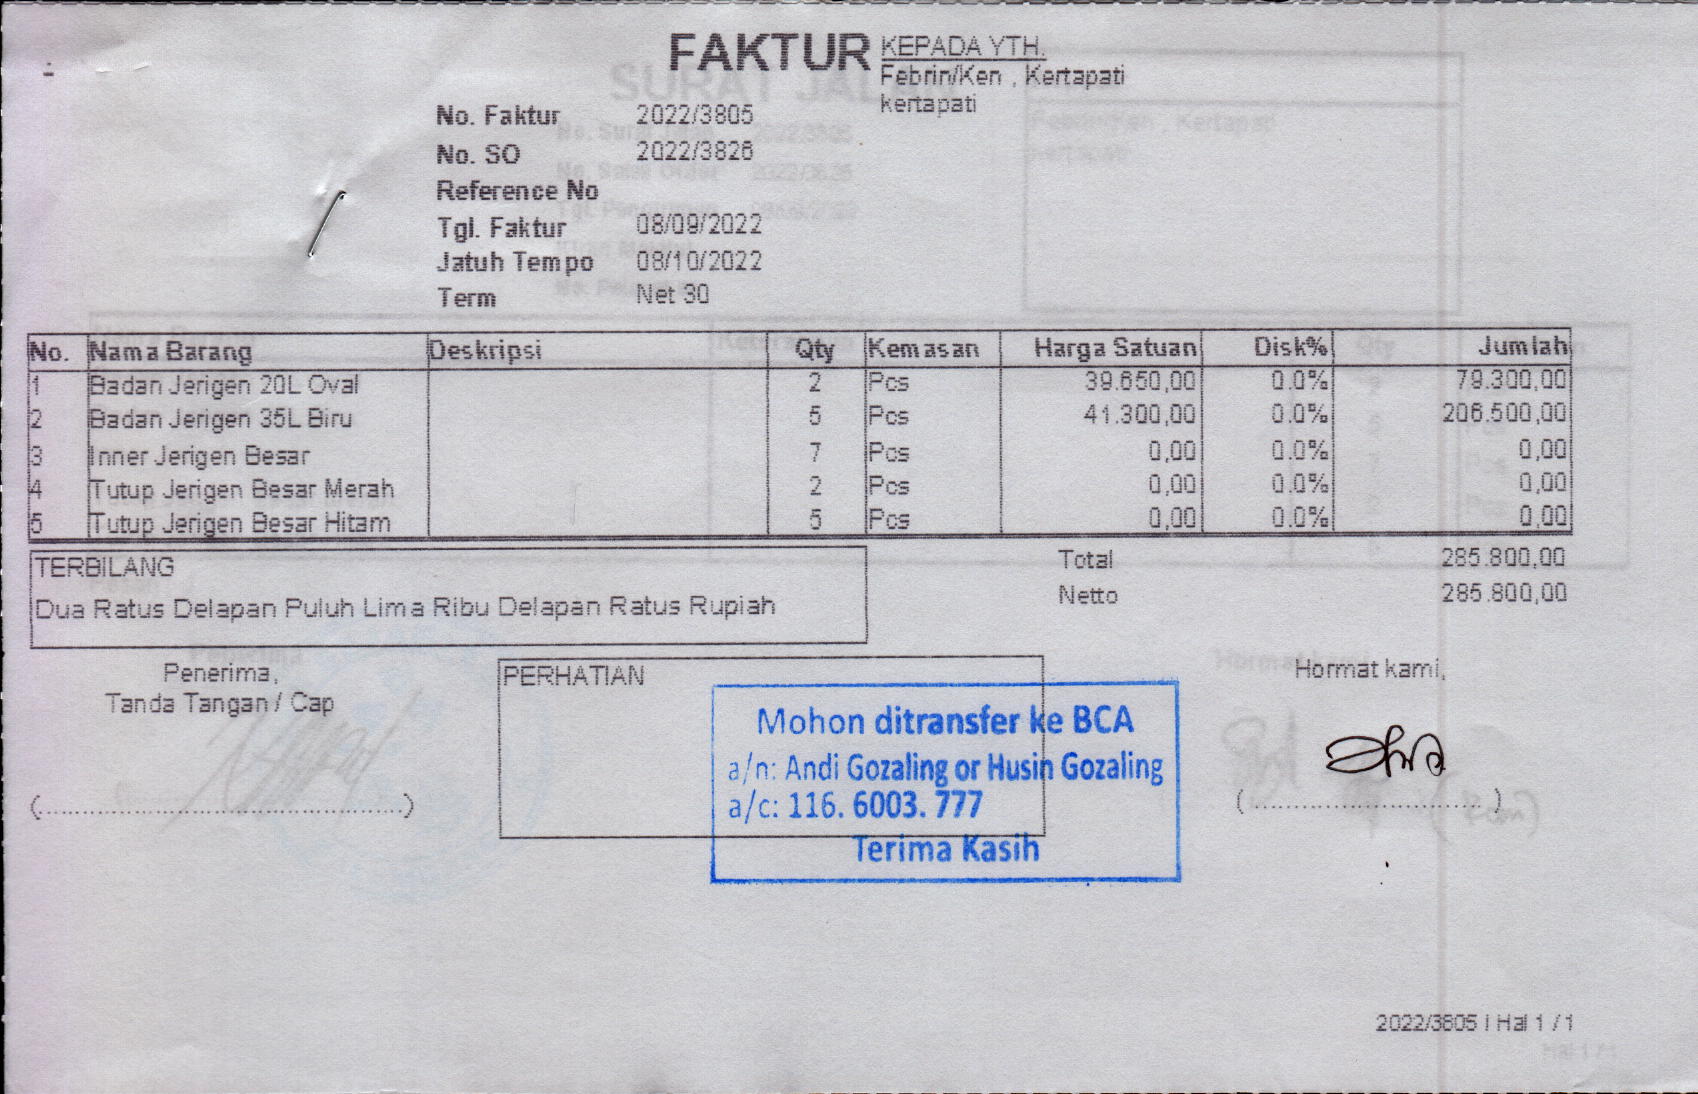 FAKTUR
KEPADA YTH.
Febrin/Ken , Kertapati
kertapati
No. Faktur 2022/3805
No. SO 2022/3826
Reference No
Tgl. Faktur 08/09/2022
Jatuh Tempo 08/10/2022
Term Net 30
No. Nama Barang Deskripsi Qty Kemasan Harga Satuan Disk% Jumlah
1 Badan Jerigen 20L Oval 2 Pcs 39.650,00 0.0% 79.300,00
2 Badan Jerigen 35L Biru 5 Pcs 41.300,00 0.0% 206.500,00
3 Inner Jerigen Besar 7 Pcs 0,00 0.0% 0,00
4 Tutup Jerigen Besar Merah 2 Pcs 0,00 0.0% 0,00
5 Tutup Jerigen Besar Hitam 5 Pcs 0,00 0.0% 0,00
TERBILANG
Dua Ratus Delapan Puluh Lima Ribu Delapan Ratus Rupiah
Total 285.800,00
Netto 285.800,00
Penerima,
Tanda Tangan / Cap
(........................................)
PERHATIAN
Mohon ditransfer ke BCA
a/n: Andi Gozaling or Husin Gozaling
a/c: 116. 6003. 777
Terima Kasih
Hormat kami,
(........................)
2022/3805 | Hal 1 / 1